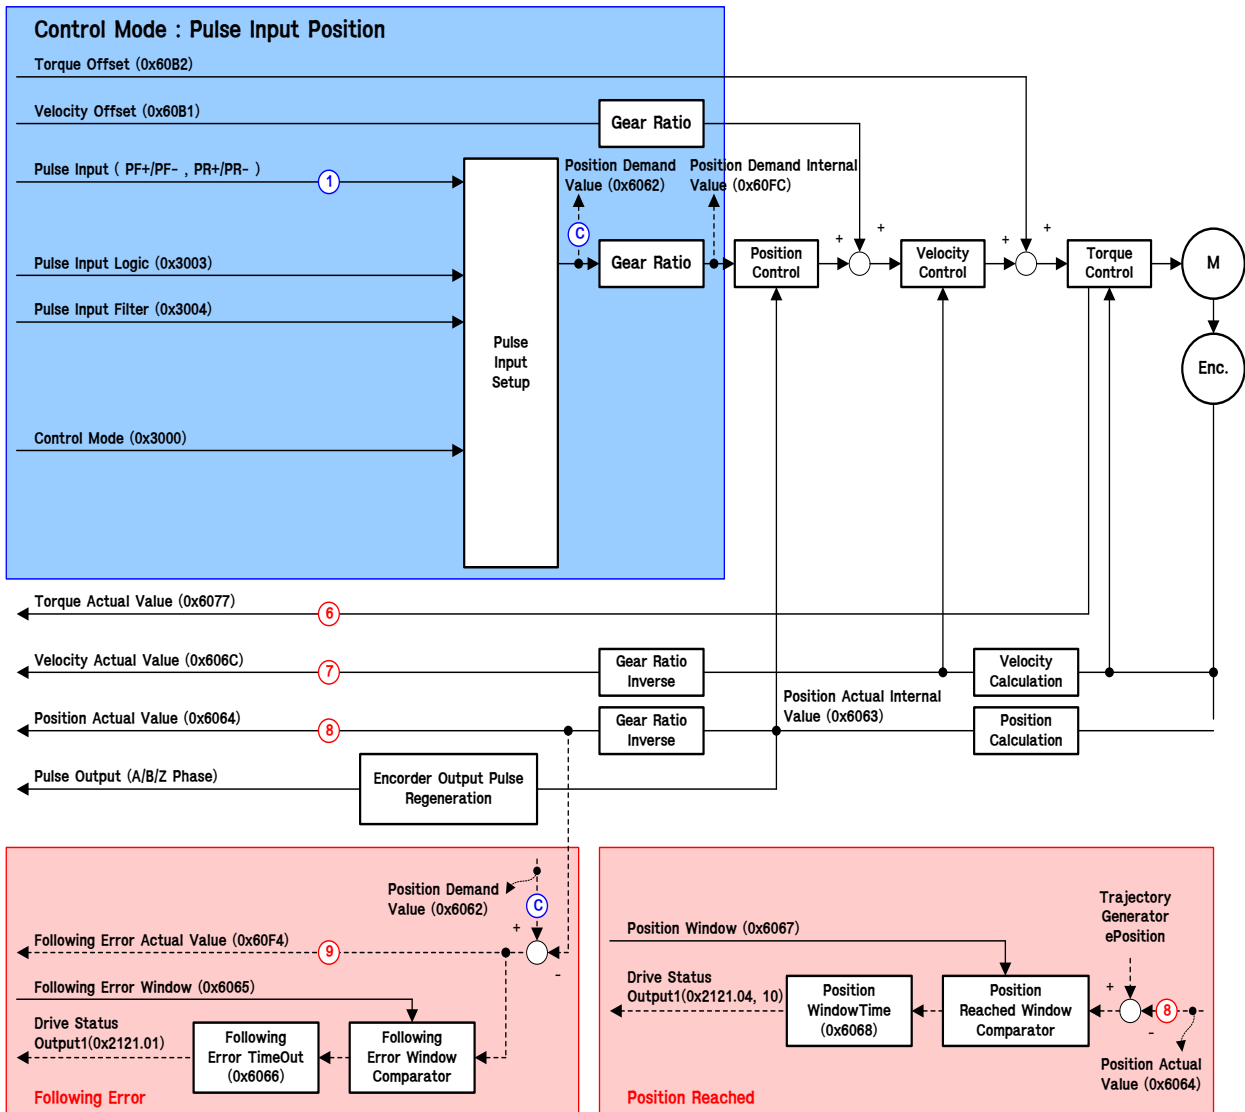 Control Mode : Pulse Input Position
Torque Offset (0x60B2)
Velocity Offset (0x60B1)
Gear Ratio
Pulse Input ( PF+/PF- , PR+/PR- )
1
Position Demand
Value (0x6062)
Position Demand Internal
Value (0x60FC)
C
+
+
+
+
Pulse Input Logic (0x3003)
Gear Ratio
Position
Control
Velocity
Control
Torque
Control
M
Pulse Input Filter (0x3004)
Pulse
Input
Setup
Enc.
Control Mode (0x3000)
Torque Actual Value (0x6077)
6
Velocity Actual Value (0x606C)
7
Gear Ratio
Inverse
Velocity
Calculation
Position Actual Value (0x6064)
8
Gear Ratio
Inverse
Position Actual Internal
Value (0x6063)
Position
Calculation
Pulse Output (A/B/Z Phase)
Encorder Output Pulse
Regeneration
Position Demand
Value (0x6062)
C
+
-
Following Error Actual Value (0x60F4)
9
Following Error Window (0x6065)
Drive Status
Output1(0x2121.01)
Following
Error TimeOut
(0x6066)
Following
Error Window
Comparator
Following Error
Trajectory
Generator
ePosition
Position Window (0x6067)
Drive Status
Output1(0x2121.04, 10)
Position
WindowTime
(0x6068)
Position
Reached Window
Comparator
+
-
8
Position Actual
Value (0x6064)
Position Reached